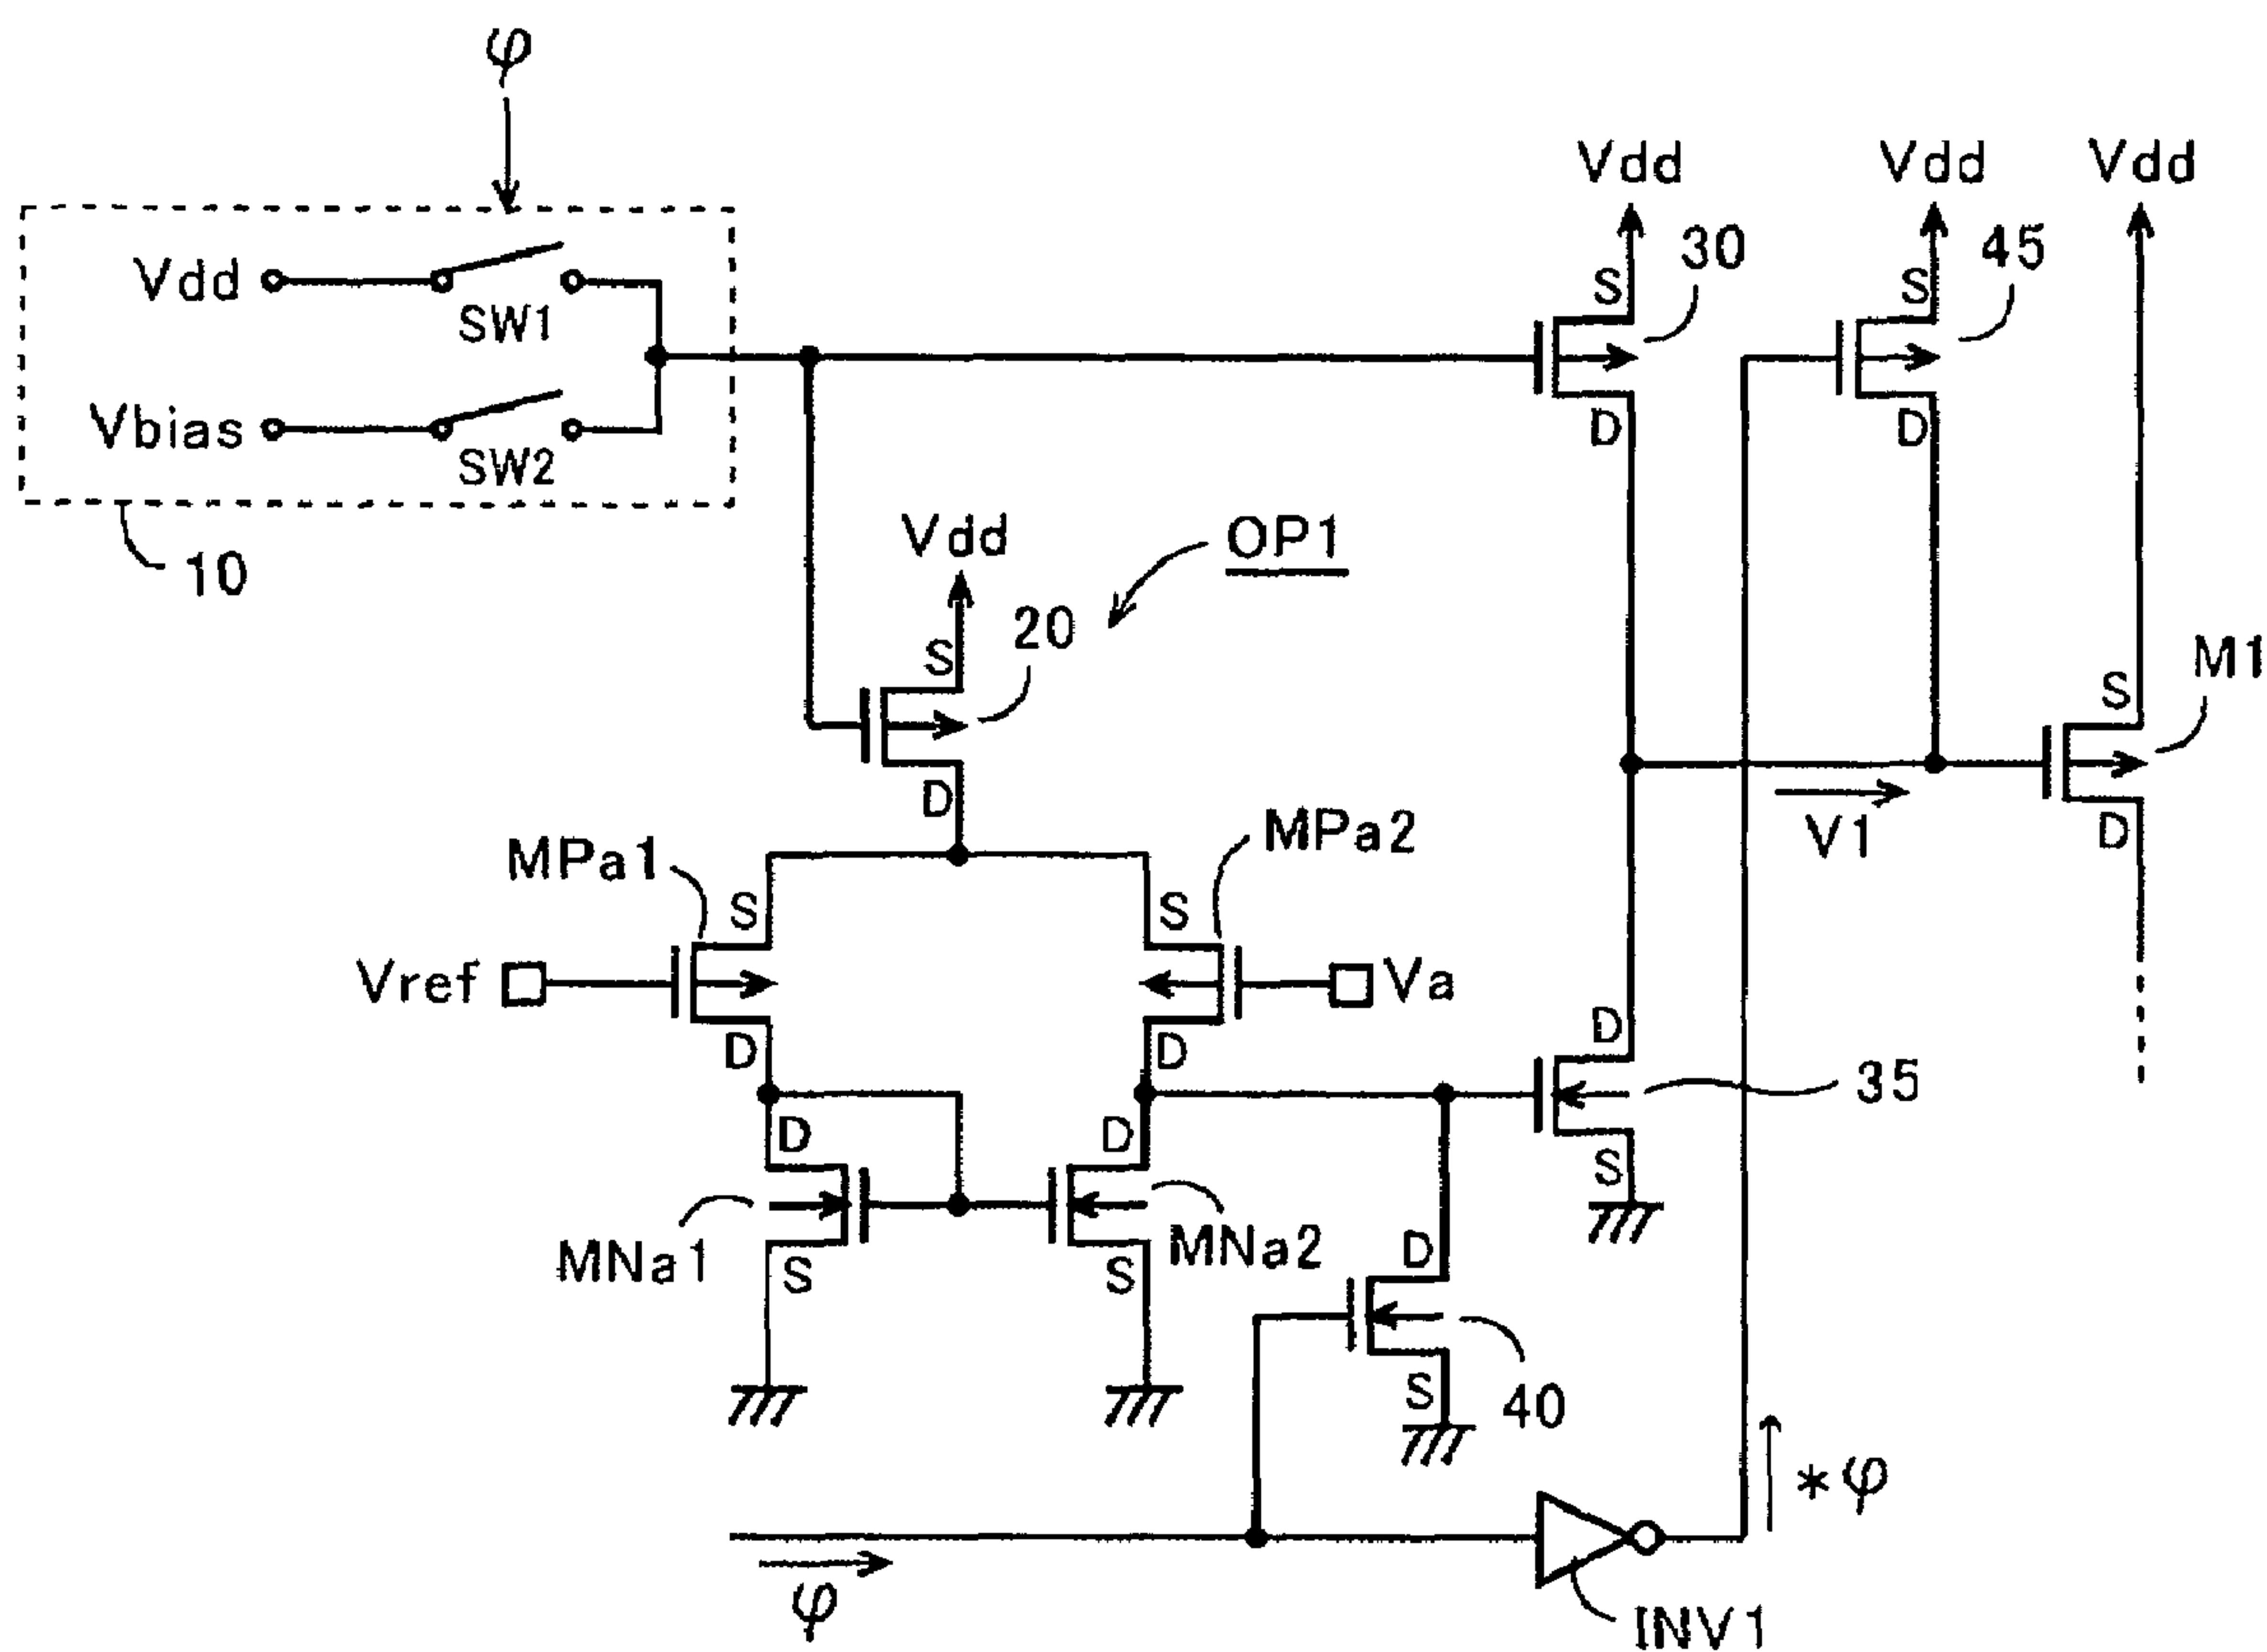 φ
Vdd Vdd Vdd
30 45
S S
Vdd
SW1
D D
Vbias
SW2
10
Vdd
OP1
20
S
M1
S
D
MPa1
MPa2
V1
D
S S
Vref
Va
D D
D
35
D D
S
MNa1
MNa2
S S
D
S
40
*φ
φ
INV1